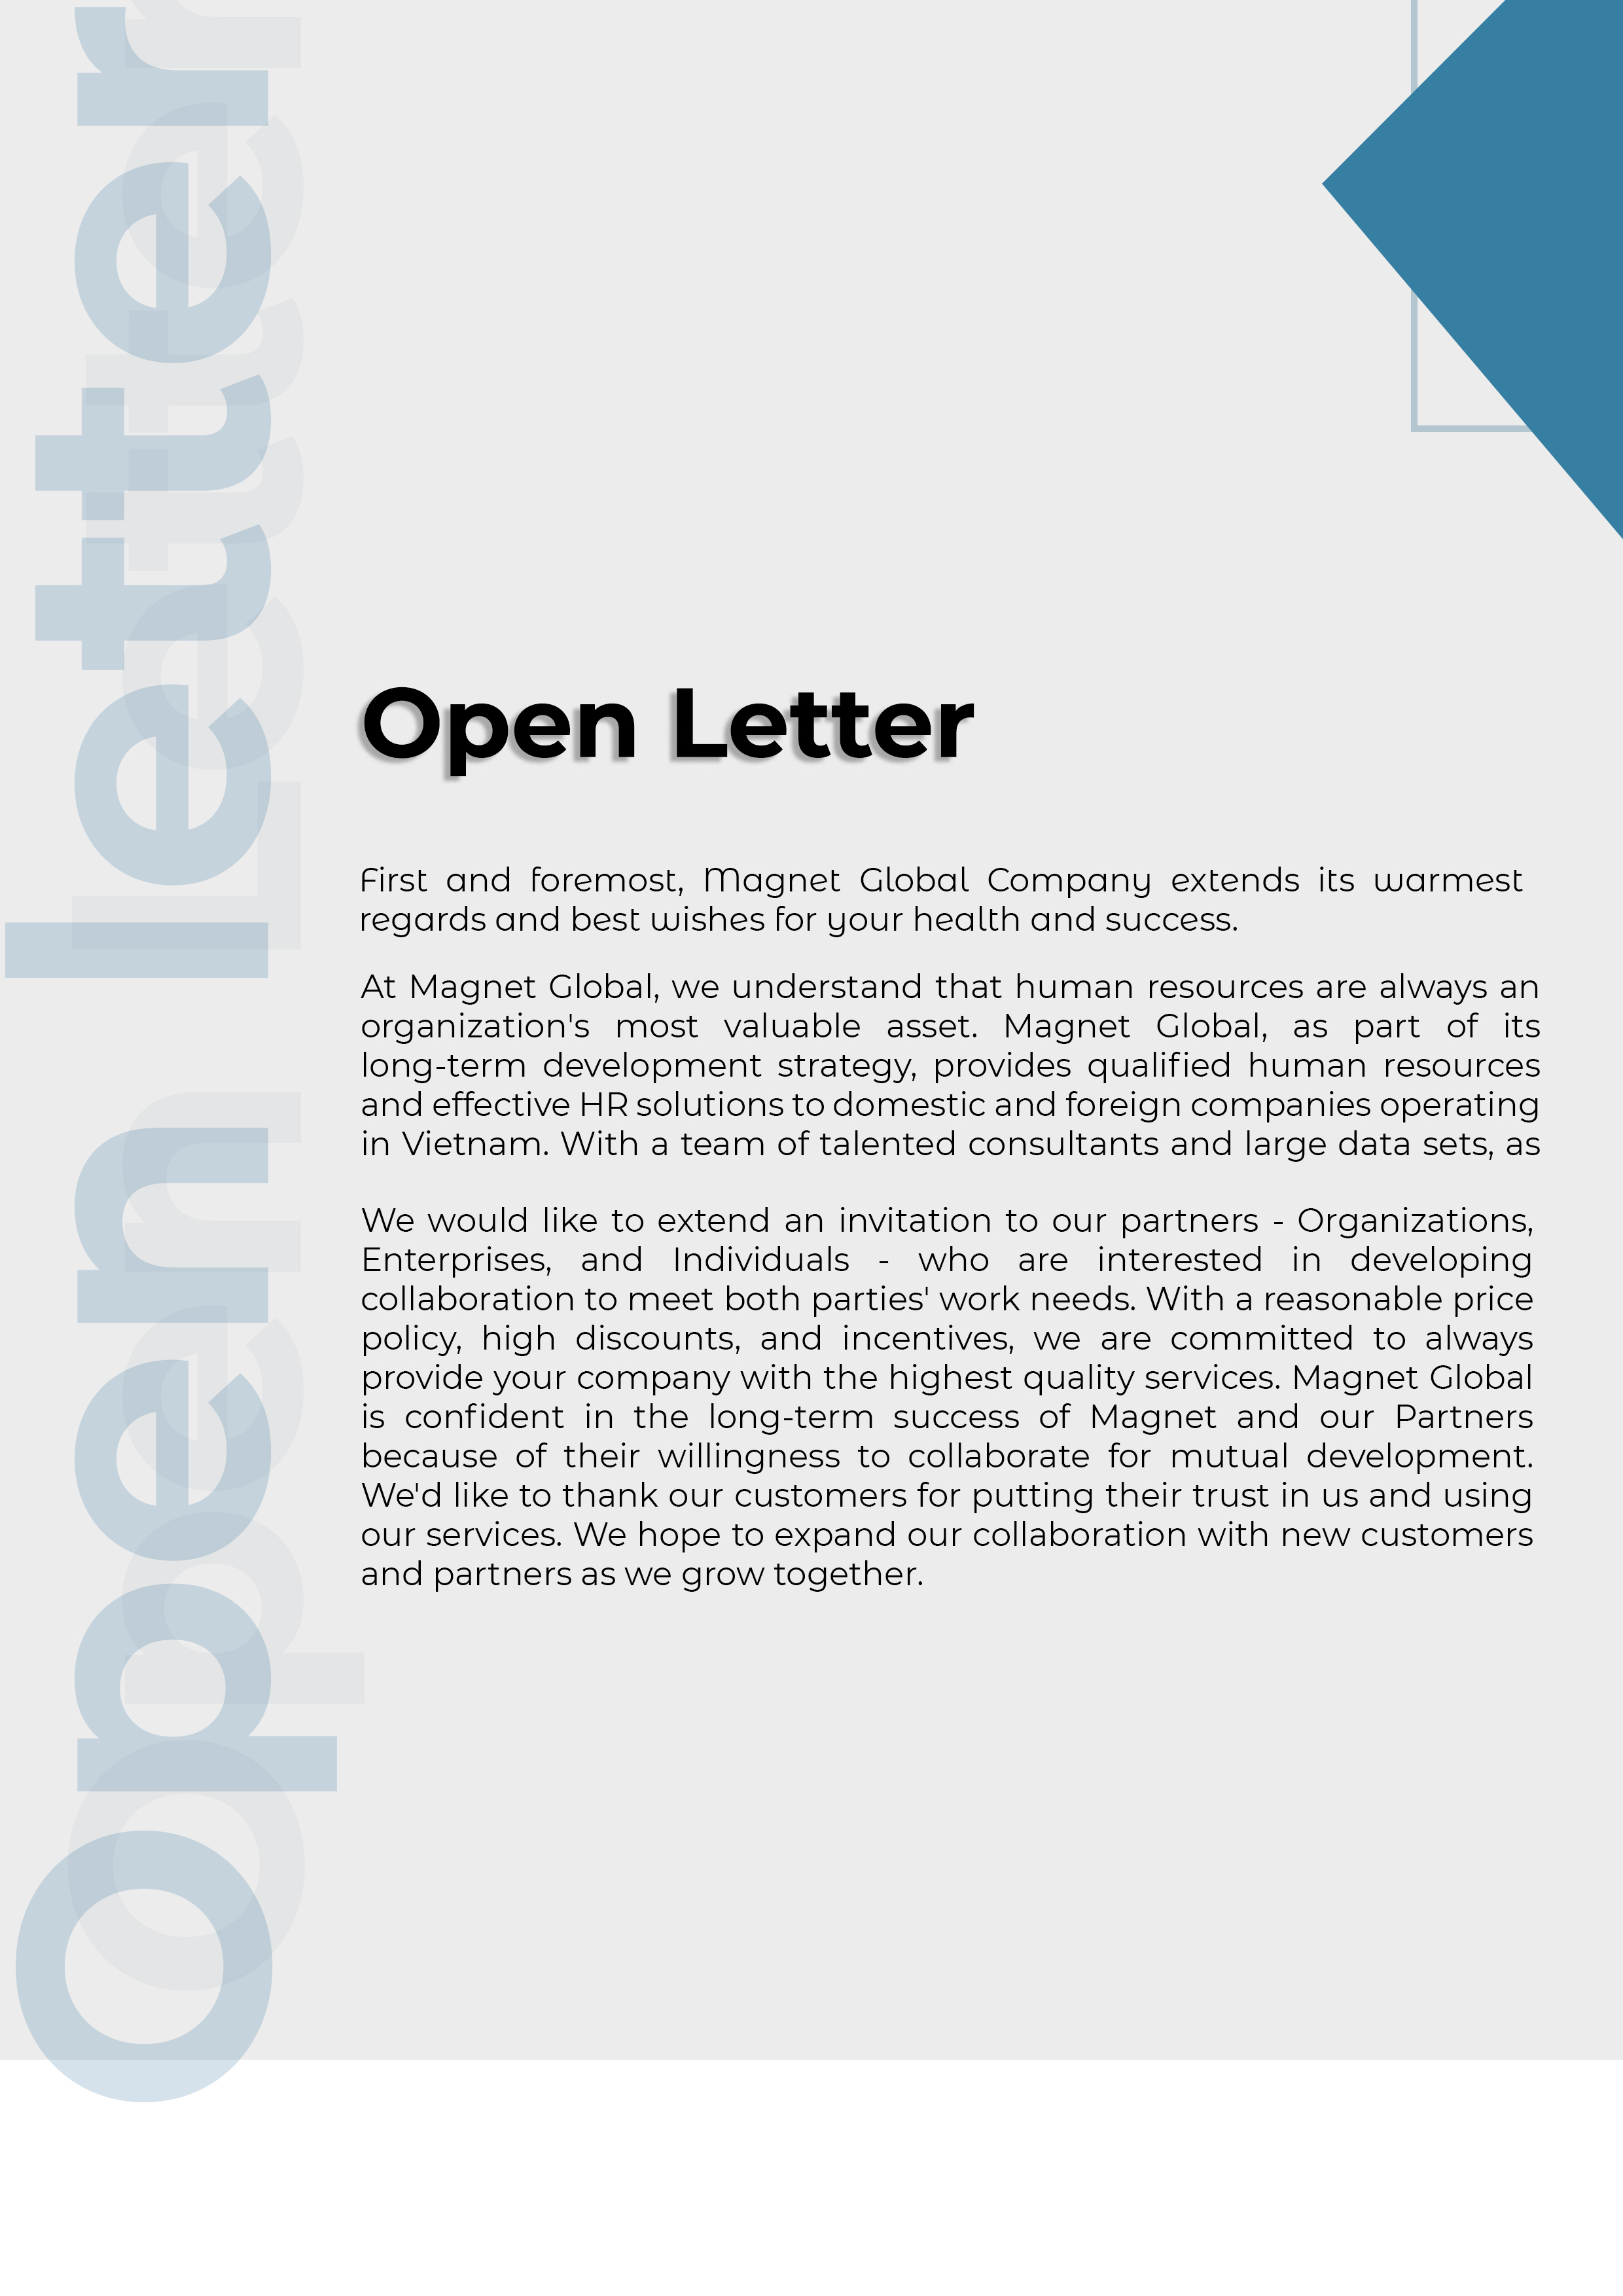 Open letter
Open Letter
Open Letter
First and foremost, Magnet Global Company extends its warmest
regards and best wishes for your health and success.
At Magnet Global, we understand that human resources are always an
organization's most valuable asset. Magnet Global, as part of its
long-term development strategy, provides qualified human resources
and effective HR solutions to domestic and foreign companies operating
in Vietnam. With a team of talented consultants and large data sets, as
We would like to extend an invitation to our partners - Organizations,
Enterprises, and Individuals - who are interested in developing
collaboration to meet both parties' work needs. With a reasonable price
policy, high discounts, and incentives, we are committed to always
provide your company with the highest quality services. Magnet Global
is confident in the long-term success of Magnet and our Partners
because of their willingness to collaborate for mutual development.
We'd like to thank our customers for putting their trust in us and using
our services. We hope to expand our collaboration with new customers
and partners as we grow together.